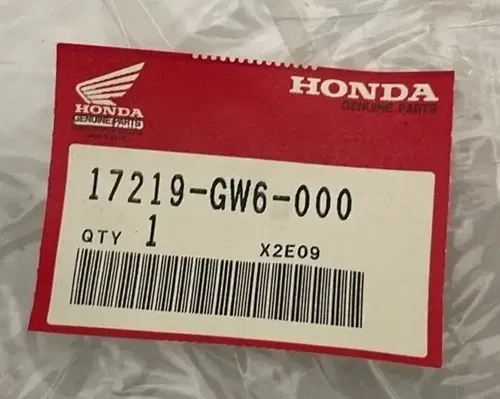 HONDA
GENUINE PARTS
HONDA
GENUINE PARTS
17219-GW6-000
QTY 1 X2E09